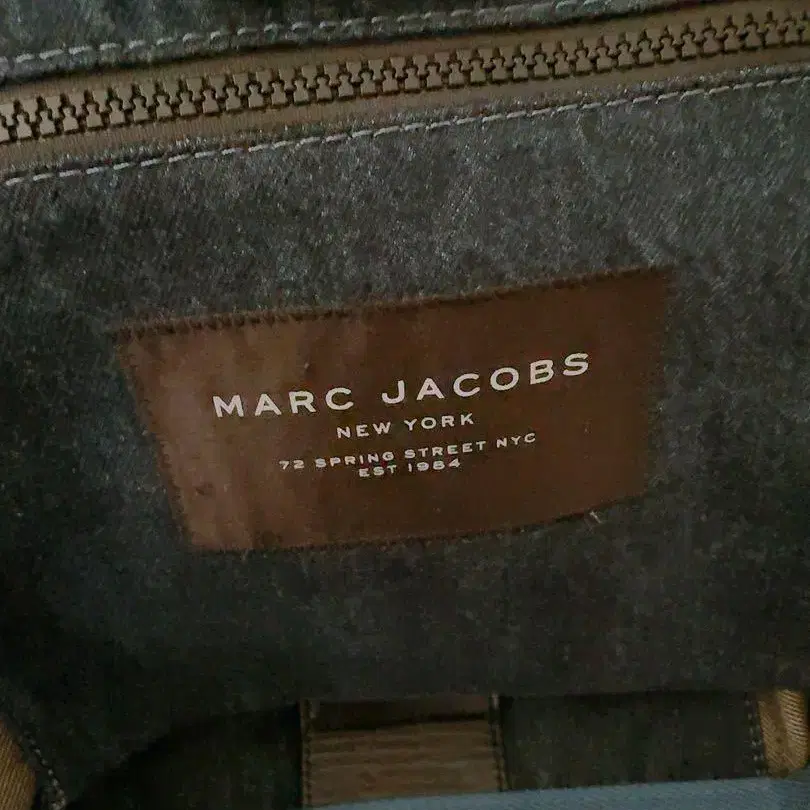 MARC JACOBS
NEW YORK
72 SPRING STREET NYC
EST 1984